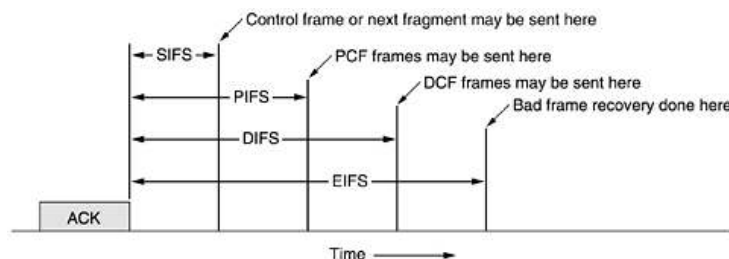 Control frame or next fragment may be sent here
SIFS
PCF frames may be sent here
PIFS
DCF frames may be sent here
DIFS
Bad frame recovery done here
EIFS
ACK
Time